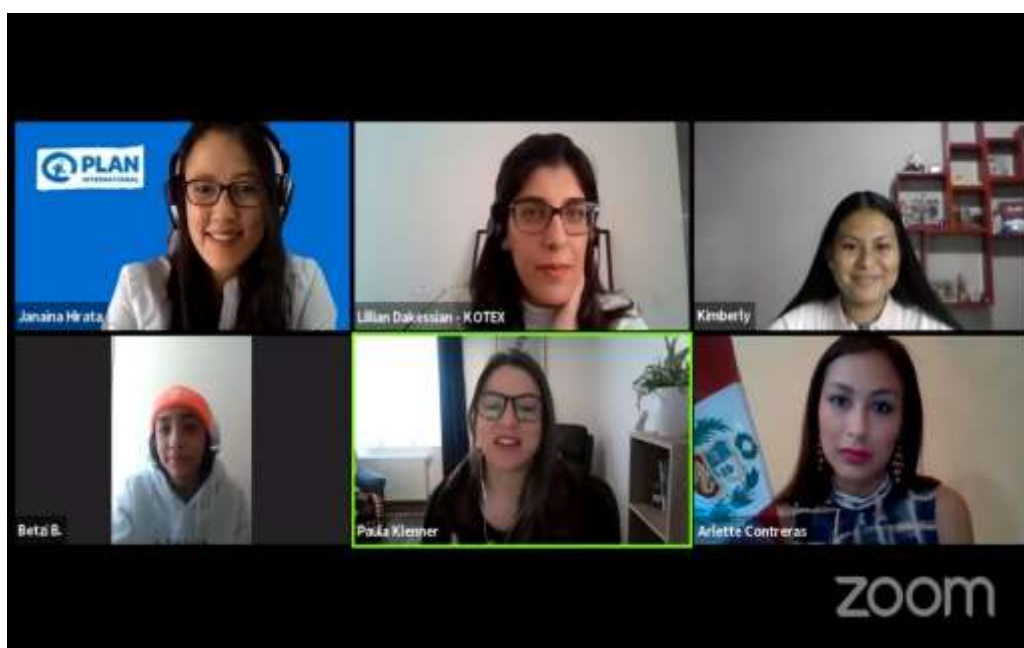 PLAN
INTERNATIONAL
Janaina Hirata
Lillian Dakessian - KOTEX
Kimberly
Betzi B.
Paula Klenner
Arlette Contreras
zoom